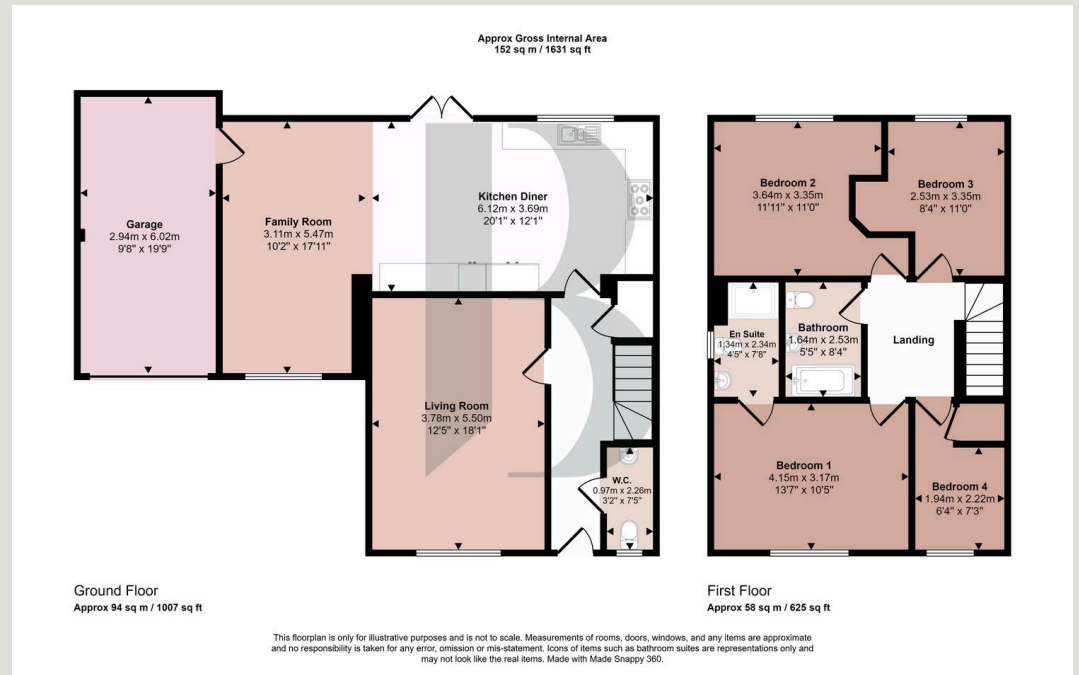 Approx Gross Internal Area
152 sq m / 1631 sq ft
Garage
2.94m x 6.02m
9'8" x 19'9"
Family Room
3.11m x 5.47m
10'2" x 17'11"
Kitchen Diner
6.12m x 3.69m
20'1" x 12'1"
Living Room
3.78m x 5.50m
12'5" x 18'1"
W.C.
0.97m x 2.26m
3'2" x 7'5"
Bedroom 2
3.64m x 3.35m
11'11" x 11'0"
Bedroom 3
2.53m x 3.35m
8'4" x 11'0"
En Suite
1.34m x 2.34m
4'5" x 7'8"
Bathroom
1.64m x 2.53m
5'5" x 8'4"
Landing
Bedroom 1
4.15m x 3.17m
13'7" x 10'5"
Bedroom 4
1.94m x 2.22m
6'4" x 7'3"
Ground Floor
Approx 94 sq m / 1007 sq ft
First Floor
Approx 58 sq m / 625 sq ft
This floorplan is only for illustrative purposes and is not to scale. Measurements of rooms, doors, windows, and any items are approximate
and no responsibility is taken for any error, omission or mis-statement. Icons of items such as bathroom suites are representations only and
may not look like the real items. Made with Made Snappy 360.